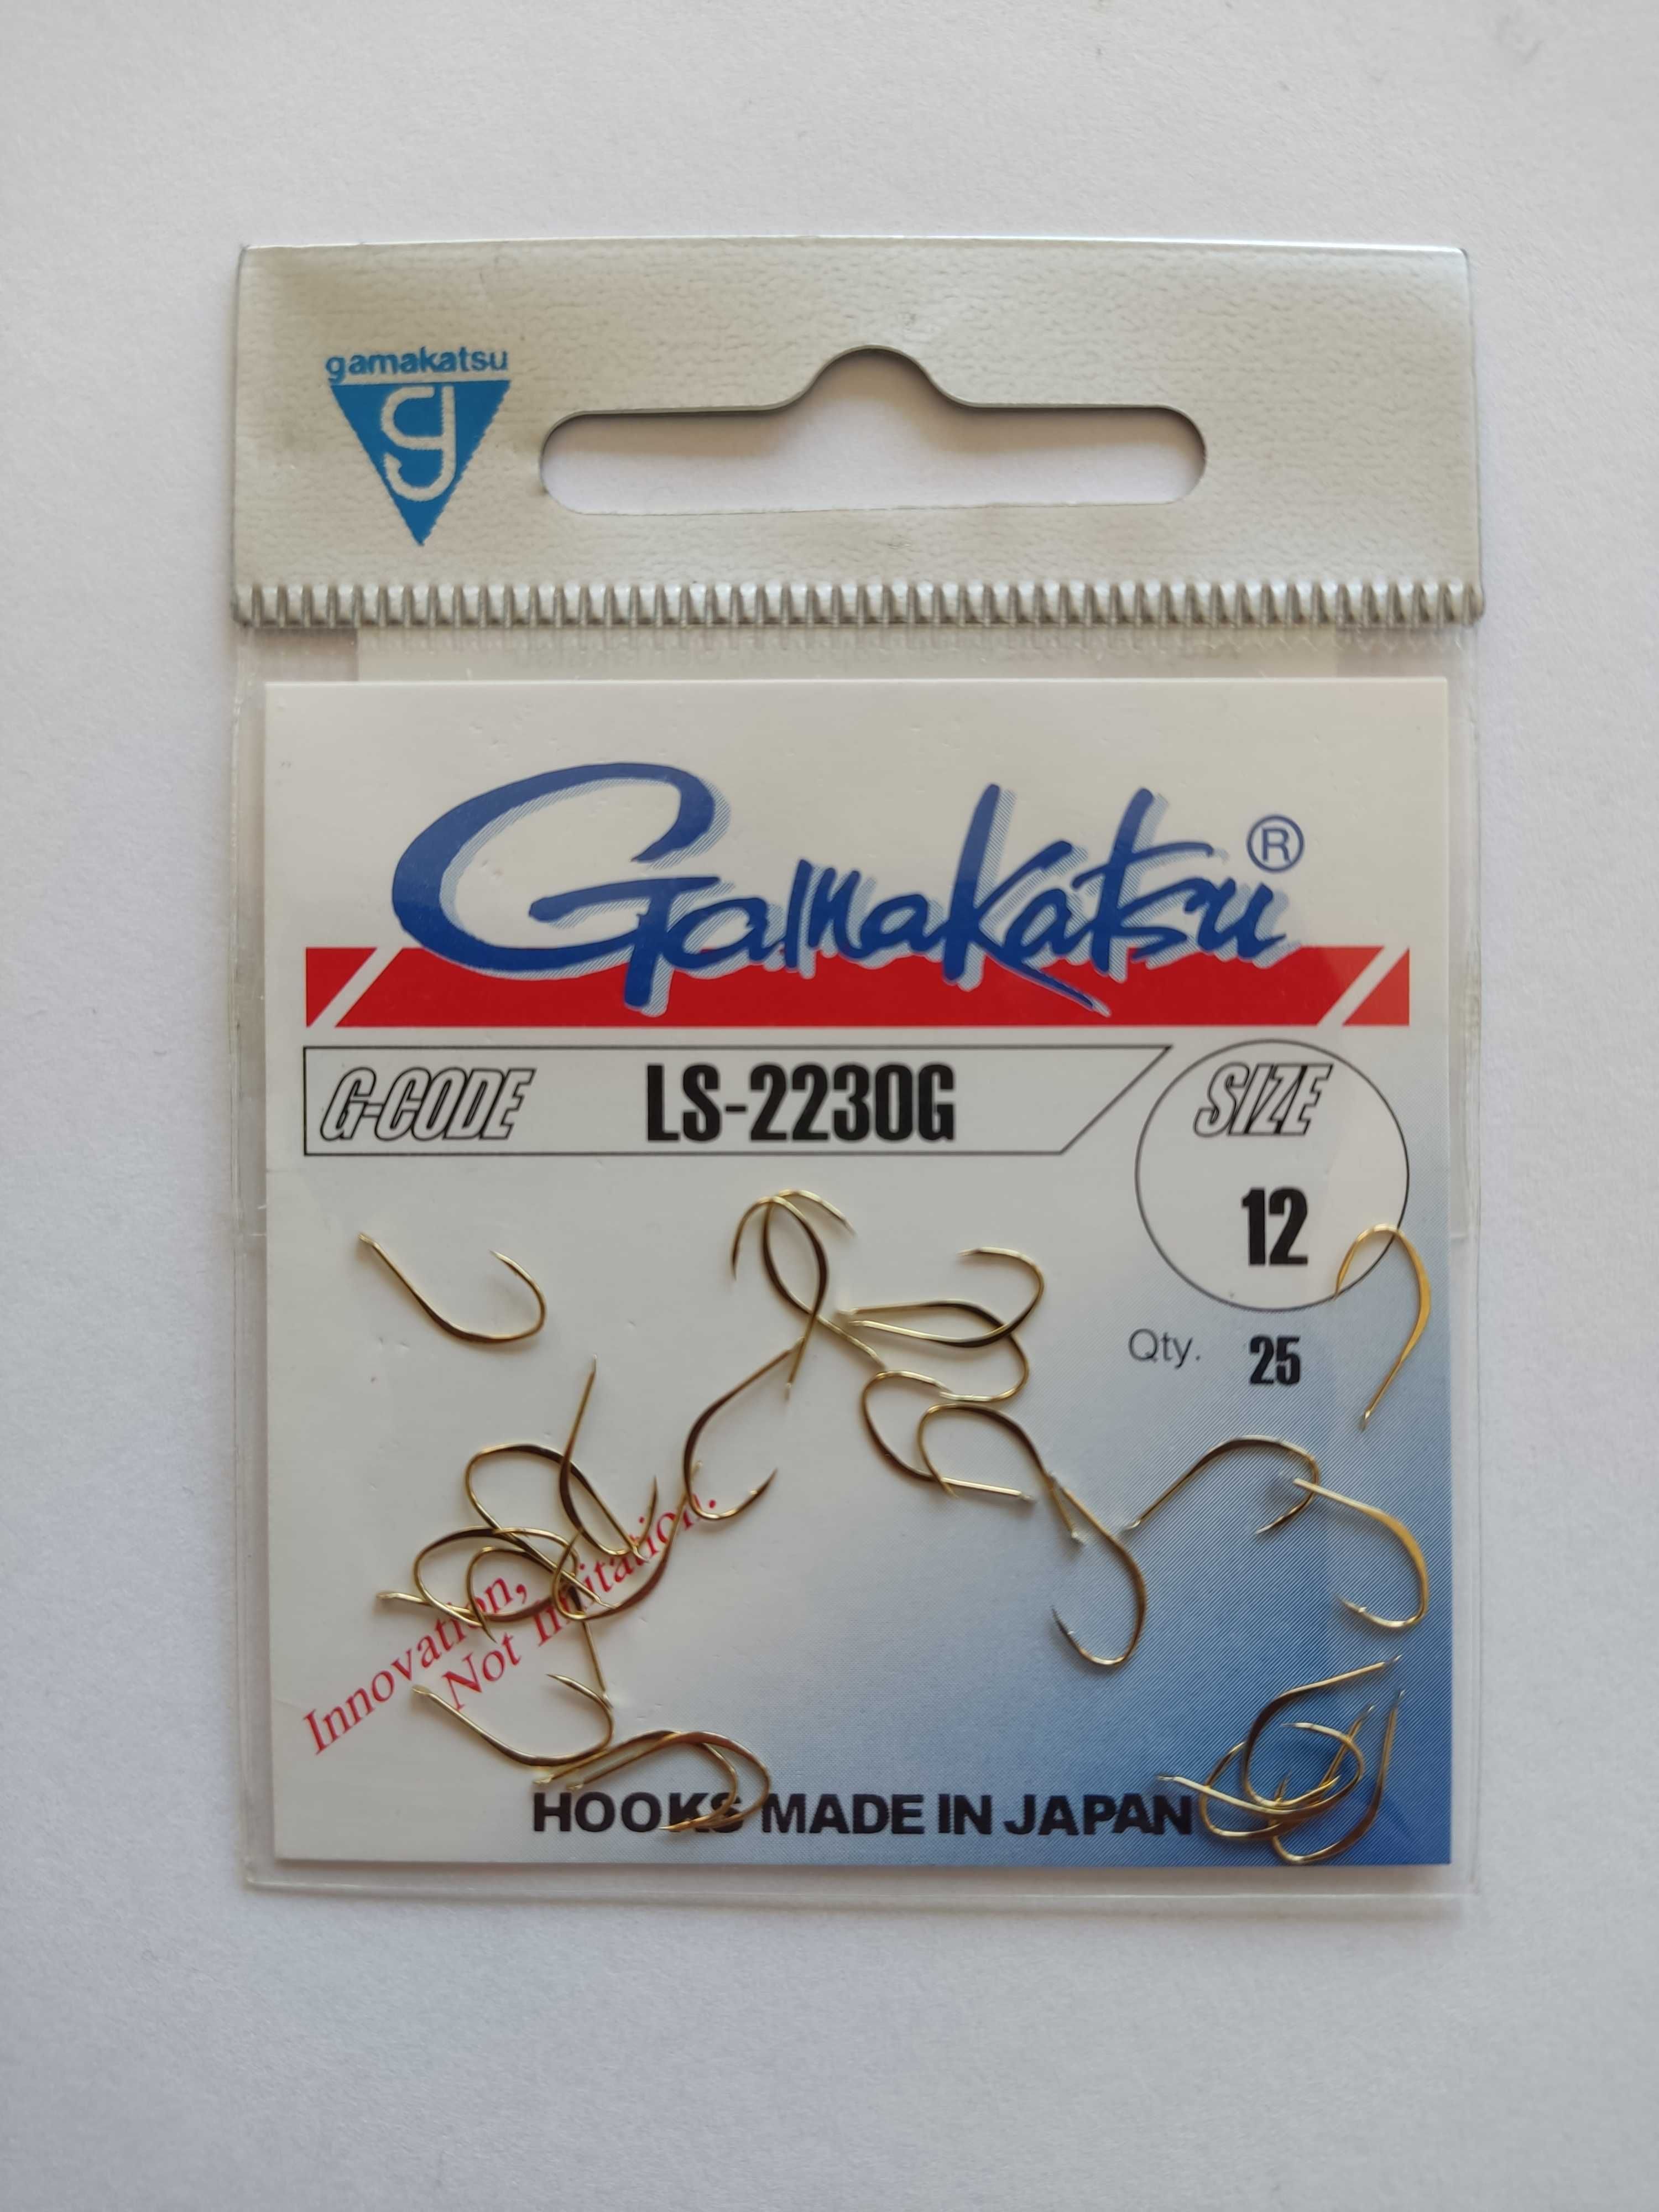 gamakatsu
g
Gamakatsu®
G-CODE LS-2230G
SIZE
12
Qty. 25
Innovation,
Not Imitation.
HOOKS MADE IN JAPAN